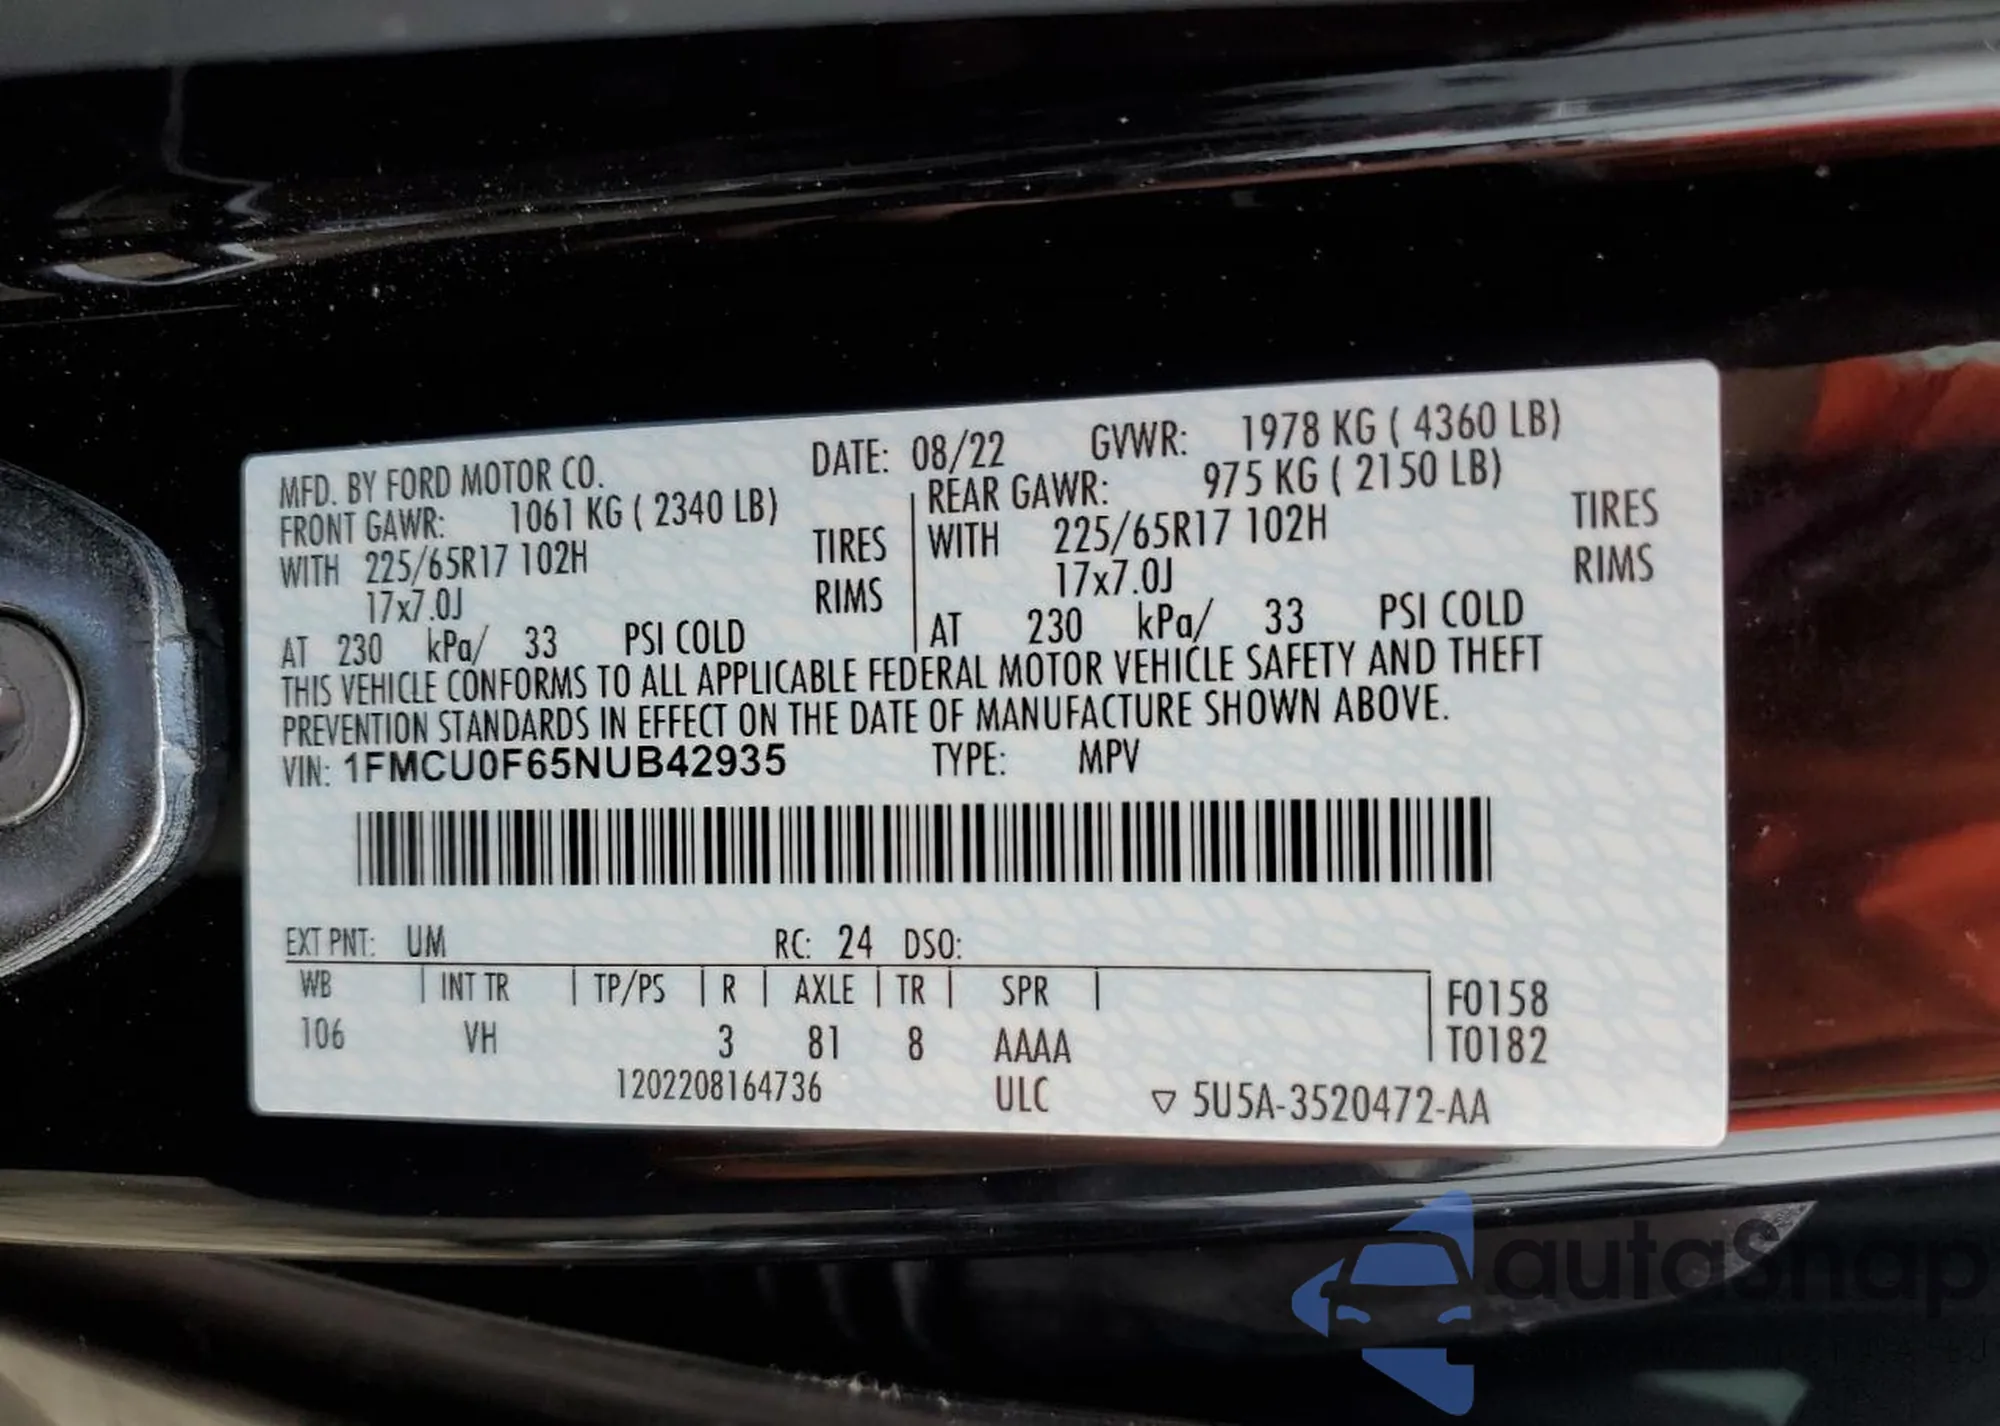 MFD. BY FORD MOTOR CO. DATE: 08/22 GVWR: 1978 KG ( 4360 LB)
FRONT GAWR: 1061 KG ( 2340 LB) REAR GAWR: 975 KG ( 2150 LB)
WITH 225/65R17 102H TIRES WITH 225/65R17 102H TIRES
17x7.0J RIMS 17x7.0J RIMS
AT 230 kPa/ 33 PSI COLD AT 230 kPa/ 33 PSI COLD
THIS VEHICLE CONFORMS TO ALL APPLICABLE FEDERAL MOTOR VEHICLE SAFETY AND THEFT
PREVENTION STANDARDS IN EFFECT ON THE DATE OF MANUFACTURE SHOWN ABOVE.
VIN: 1FMCU0F65NUB42935 TYPE: MPV
EXT PNT: UM RC: 24 DSO:
WB INT TR TP/PS R AXLE TR SPR F0158
106 VH 3 81 8 AAAA T0182
1202208164736 ULC ▽ 5U5A-3520472-AA
autaSnap